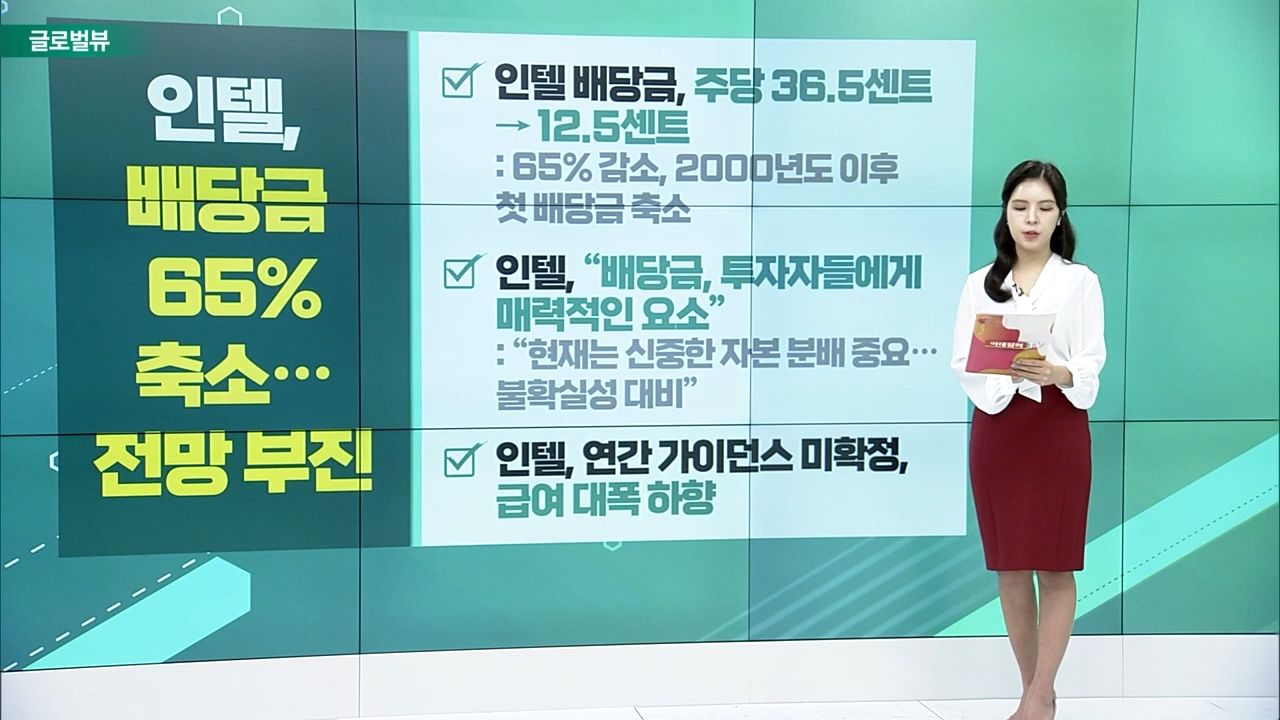 글로벌뷰
인텔,
배당금
65%
축소…
전망 부진
인텔 배당금, 주당 36.5센트
→ 12.5센트
: 65% 감소, 2000년도 이후
첫 배당금 축소
인텔, “배당금, 투자자들에게
매력적인 요소”
: “현재는 신중한 자본 분배 중요…
불확실성 대비”
인텔, 연간 가이던스 미확정,
급여 대폭 하향